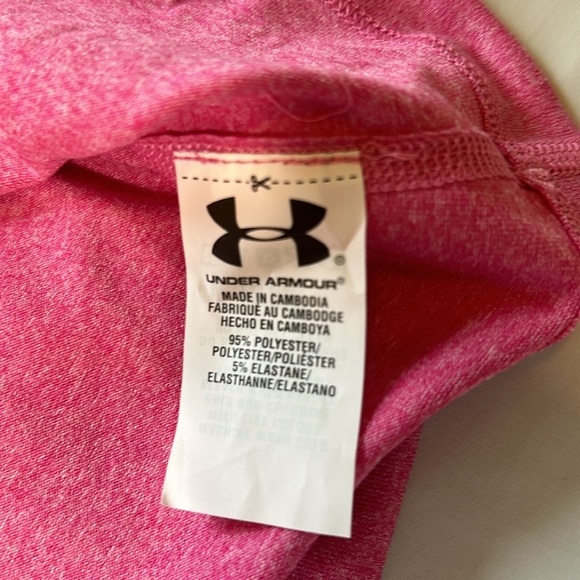 UNDER ARMOUR®
MADE IN CAMBODIA
FABRIQUÉ AU CAMBODGE
HECHO EN CAMBOYA
95% POLYESTER/
POLYESTER/POLIÉSTER
5% ELASTANE/
ELASTHANNE/ELASTANO